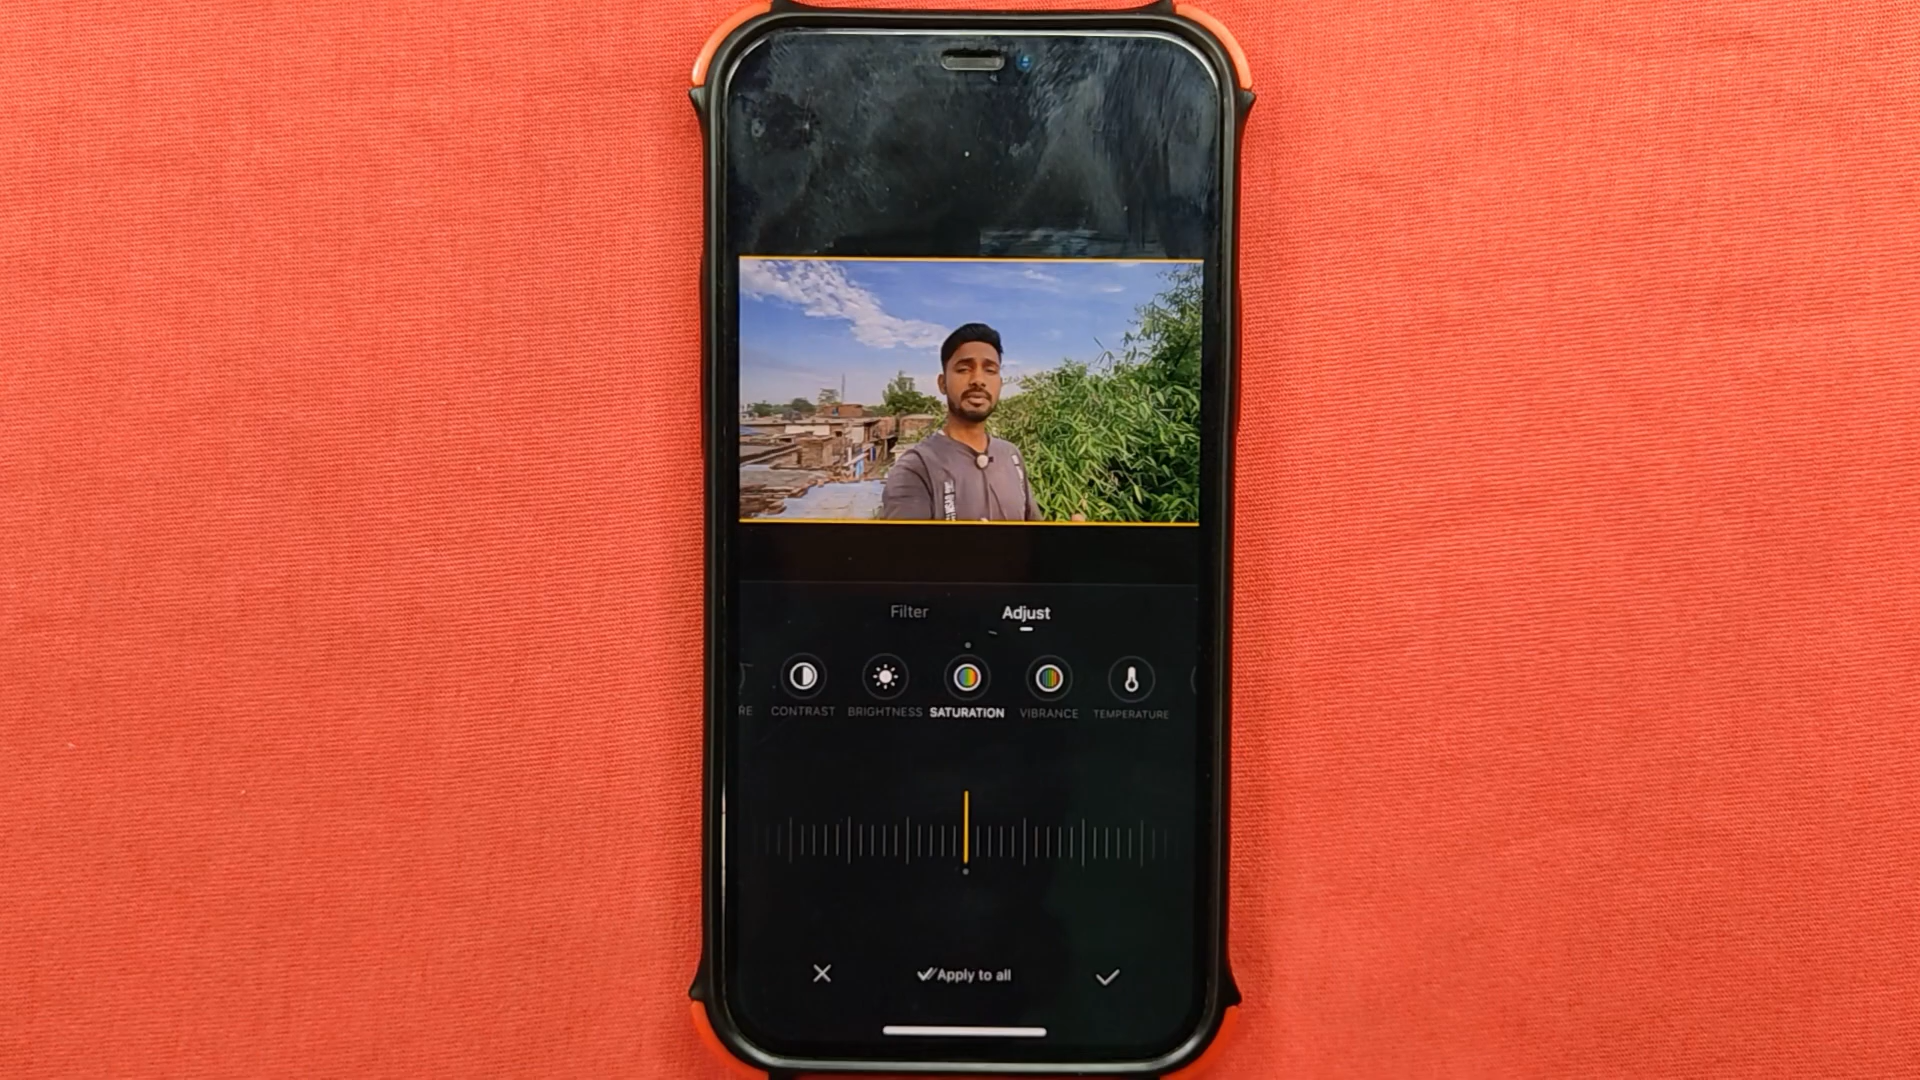 Filter Adjust
RE CONTRAST BRIGHTNESS SATURATION VIBRANCE TEMPERATURE
Apply to all